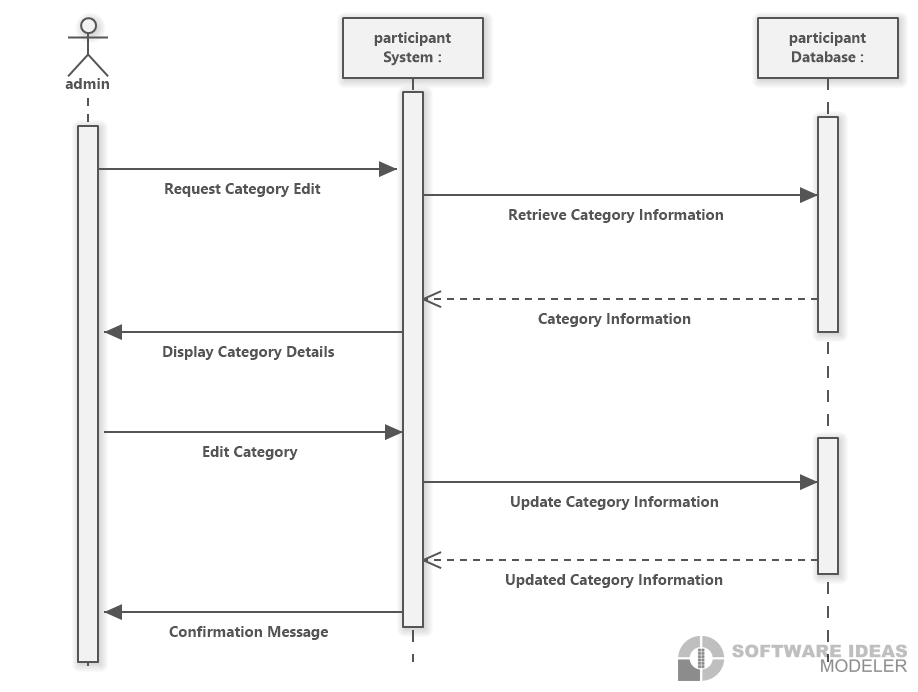 participant
System :
participant
Database :
admin
Request Category Edit
Retrieve Category Information
Category Information
Display Category Details
Edit Category
Update Category Information
Updated Category Information
Confirmation Message
SOFTWARE IDEAS
MODELER